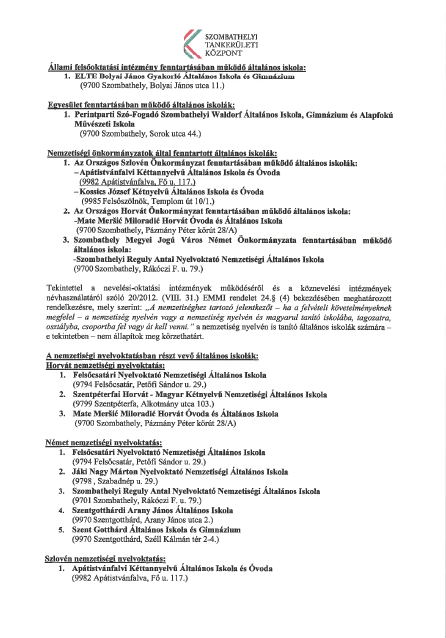 SZOMBATHELYI
TANKERÜLETI
KÖZPONT
Állami felsőoktatási intézmény fenntartásában működő általános iskola:
1. ELTE Bolyai János Gyakorló Általános Iskola és Gimnázium
(9700 Szombathely, Bolyai János utca 11.)
Egyesület fenntartásában működő általános iskolák:
1. Perintparti Szó-Fogadó Szombathelyi Waldorf Általános Iskola, Gimnázium és Alapfokú
Művészeti Iskola
(9700 Szombathely, Sorok utca 44.)
Nemzetiségi önkormányzatok által fenntartott általános iskolák:
1. Az Országos Szlovén Önkormányzat fenntartásában működő általános iskolák:
– Apátistvánfalvi Kéttannyelvű Általános Iskola és Óvoda
(9982 Apátistvánfalva, Fő u. 117.)
– Kossics József Kétnyelvű Általános Iskola és Óvoda
(9985 Felsőszölnök, Templom út 10/1.)
2. Az Országos Horvát Önkormányzat fenntartásában működő általános iskola:
-Mate Meršić Miloradić Horvát Óvoda és Általános Iskola
(9700 Szombathely, Pázmány Péter körút 28/A)
3. Szombathely Megyei Jogú Város Német Önkormányzata fenntartásában működő
általános iskola:
-Szombathelyi Reguly Antal Nyelvoktató Nemzetiségi Általános Iskola
(9700 Szombathely, Rákóczi F. u. 79.)
Tekintettel a nevelési-oktatási intézmények működéséről és a köznevelési intézmények
névhasználatáról szóló 20/2012. (VIII. 31.) EMMI rendelet 24.§ (4) bekezdésében meghatározott
rendelkezésre, mely szerint: „A nemzetiséghez tartozó jelentkezőt – ha a felvételi követelményeknek
megfelel – a nemzetiség nyelvén vagy a nemzetiség nyelvén és magyarul tanító iskolába, tagozatra,
osztályba, csoportba fel vagy át kell venni." a nemzetiség nyelvén is tanító általános iskolák számára –
e tekintetben – nem állapítok meg körzethatárt.
A nemzetiségi nyelvoktatásban részt vevő általános iskolák:
Horvát nemzetiségi nyelvoktatás:
1. Felsőcsatári Nyelvoktató Nemzetiségi Általános Iskola
(9794 Felsőcsatár, Petőfi Sándor u. 29.)
2. Szentpéterfai Horvát - Magyar Kétnyelvű Nemzetiségi Általános Iskola
(9799 Szentpéterfa, Alkotmány utca 103.)
3. Mate Meršić Miloradić Horvát Óvoda és Általános Iskola
(9700 Szombathely, Pázmány Péter körút 28/A)
Német nemzetiségi nyelvoktatás:
1. Felsőcsatári Nyelvoktató Nemzetiségi Általános Iskola
(9794 Felsőcsatár, Petőfi Sándor u. 29.)
2. Jáki Nagy Márton Nyelvoktató Nemzetiségi Általános Iskola
(9798 , Szabadnép u. 29.)
3. Szombathelyi Reguly Antal Nyelvoktató Nemzetiségi Általános Iskola
(9701 Szombathely, Rákóczi F. u. 79.)
4. Szentgotthárdi Arany János Általános Iskola
(9970 Szentgotthárd, Arany János utca 2.)
5. Szent Gotthárd Általános Iskola és Gimnázium
(9970 Szentgotthárd, Széll Kálmán tér 2-4.)
Szlovén nemzetiségi nyelvoktatás:
1. Apátistvánfalvi Kéttannyelvű Általános Iskola és Óvoda
(9982 Apátistvánfalva, Fő u. 117.)